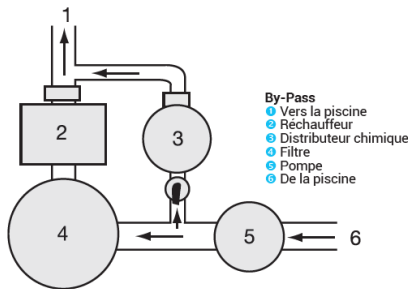 1
2
3
By-Pass
1 Vers la piscine
2 Réchauffeur
3 Distributeur chimique
4 Filtre
5 Pompe
6 De la piscine
4
5
6